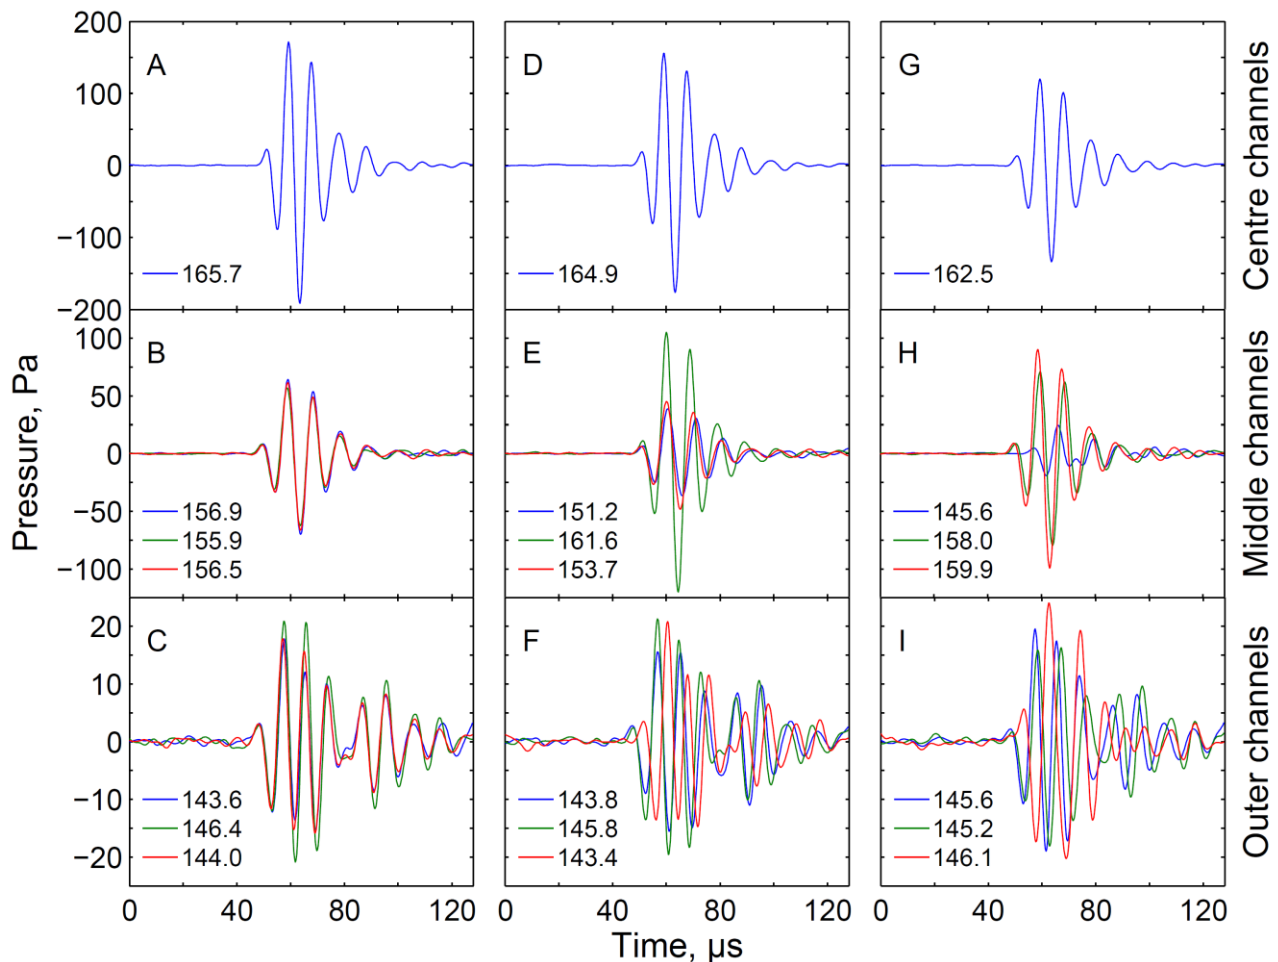 200
100
0
−100
−200
A
165.7
D
164.9
G
162.5
Centre channels
100
50
0
−50
−100
B
156.9
155.9
156.5
E
151.2
161.6
153.7
H
145.6
158.0
159.9
Middle channels
Pressure, Pa
20
10
0
−10
−20
C
143.6
146.4
144.0
F
143.8
145.8
143.4
I
145.6
145.2
146.1
Outer channels
0 40 80 120
0 40 80 120
0 40 80 120
Time, μs